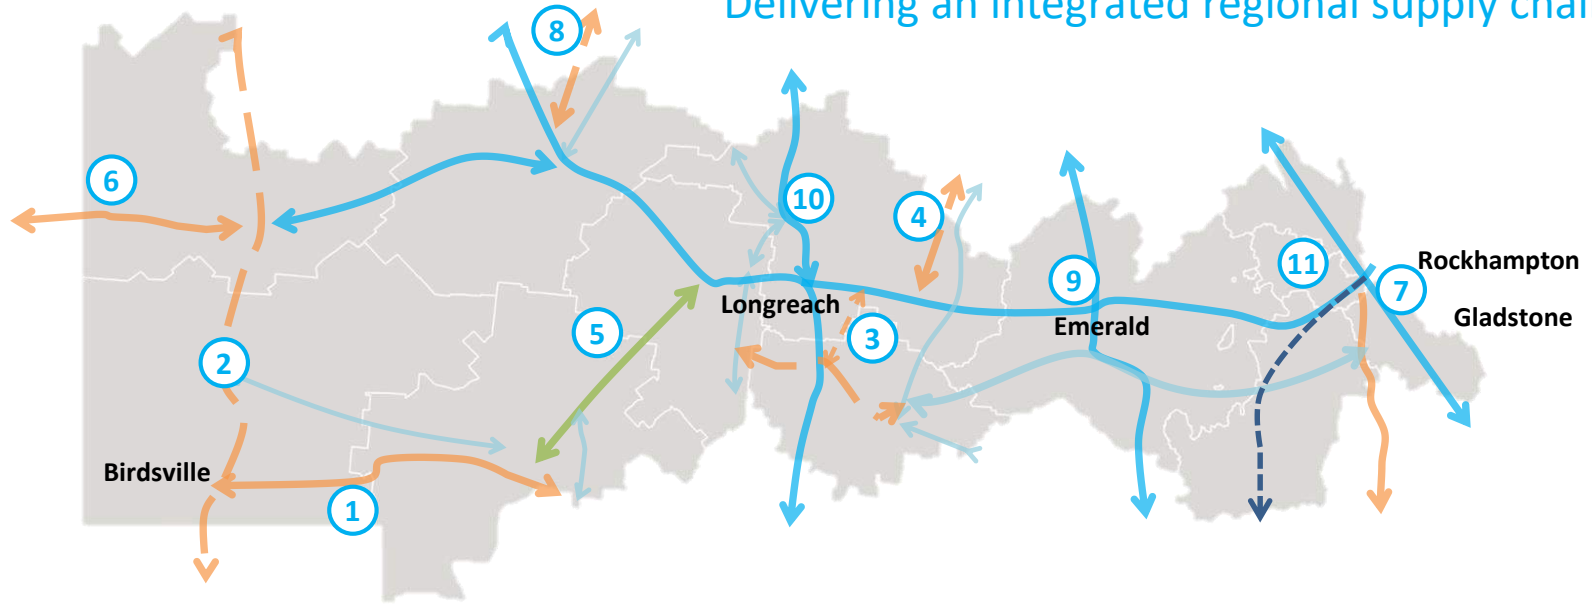 Delivering an integrated regional supply chai
8
6
10
4
11
Rockhampton
9
7
Longreach
Gladstone
5
3
Emerald
2
Birdsville
1